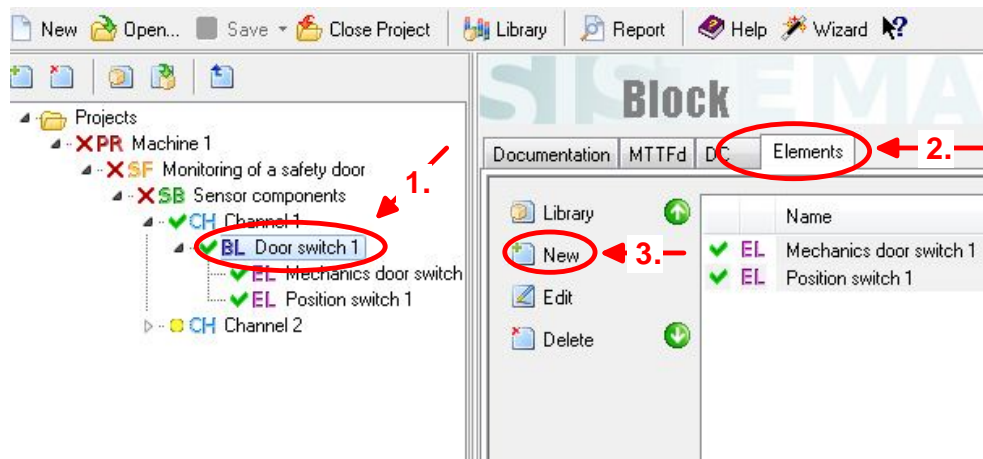 New Open... Save Close Project Library Report Help Wizard
SISTEMA
Block
Projects
XPR Machine 1
SF Monitoring of a safety door
SB Sensor components
CH Channel 1
BL Door switch 1
EL Mechanics door switch
EL Position switch 1
CH Channel 2
1.
Documentation MTTFd DC Elements
2.
Library
New
3.
Edit
Delete
Name
EL Mechanics door switch 1
EL Position switch 1